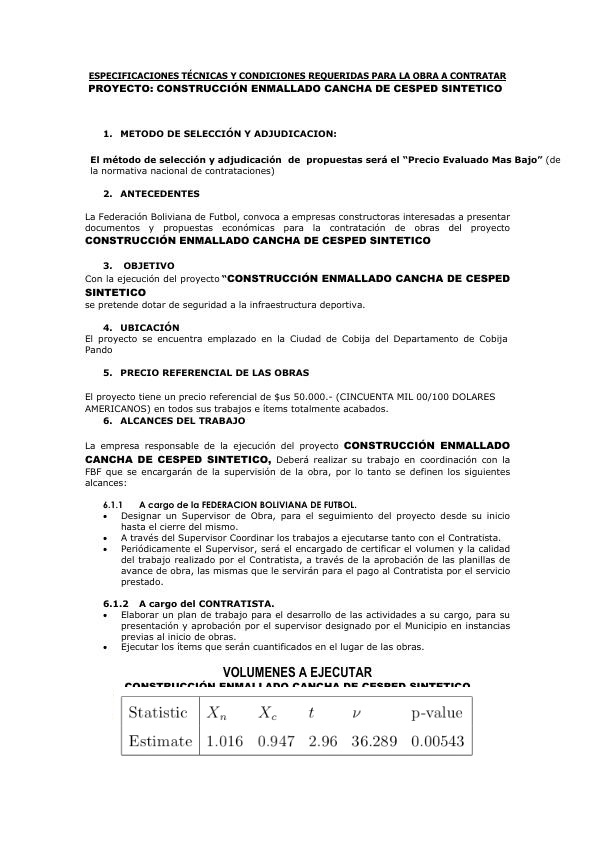 ESPECIFICACIONES TÉCNICAS Y CONDICIONES REQUERIDAS PARA LA OBRA A CONTRATAR
PROYECTO: CONSTRUCCIÓN ENMALLADO CANCHA DE CESPED SINTETICO
1. METODO DE SELECCIÓN Y ADJUDICACION:
El método de selección y adjudicación de propuestas será el “Precio Evaluado Mas Bajo” (de
la normativa nacional de contrataciones)
2. ANTECEDENTES
La Federación Boliviana de Futbol, convoca a empresas constructoras interesadas a presentar
documentos y propuestas económicas para la contratación de obras del proyecto
CONSTRUCCIÓN ENMALLADO CANCHA DE CESPED SINTETICO
3. OBJETIVO
Con la ejecución del proyecto “CONSTRUCCIÓN ENMALLADO CANCHA DE CESPED
SINTETICO
se pretende dotar de seguridad a la infraestructura deportiva.
4. UBICACIÓN
El proyecto se encuentra emplazado en la Ciudad de Cobija del Departamento de Cobija
Pando
5. PRECIO REFERENCIAL DE LAS OBRAS
El proyecto tiene un precio referencial de $us 50.000.- (CINCUENTA MIL 00/100 DOLARES
AMERICANOS) en todos sus trabajos e ítems totalmente acabados.
6. ALCANCES DEL TRABAJO
La empresa responsable de la ejecución del proyecto CONSTRUCCIÓN ENMALLADO
CANCHA DE CESPED SINTETICO, Deberá realizar su trabajo en coordinación con la
FBF que se encargarán de la supervisión de la obra, por lo tanto se definen los siguientes
alcances:
6.1.1 A cargo de la FEDERACION BOLIVIANA DE FUTBOL.
• Designar un Supervisor de Obra, para el seguimiento del proyecto desde su inicio
hasta el cierre del mismo.
• A través del Supervisor Coordinar los trabajos a ejecutarse tanto con el Contratista.
• Periódicamente el Supervisor, será el encargado de certificar el volumen y la calidad
del trabajo realizado por el Contratista, a través de la aprobación de las planillas de
avance de obra, las mismas que le servirán para el pago al Contratista por el servicio
prestado.
6.1.2 A cargo del CONTRATISTA.
• Elaborar un plan de trabajo para el desarrollo de las actividades a su cargo, para su
presentación y aprobación por el supervisor designado por el Municipio en instancias
previas al inicio de obras.
• Ejecutar los ítems que serán cuantificados en el lugar de las obras.
VOLUMENES A EJECUTAR
CONSTRUCCIÓN ENMALLADO CANCHA DE CESPED SINTETICO
Statistic Xn Xc t ν p-value
Estimate 1.016 0.947 2.96 36.289 0.00543